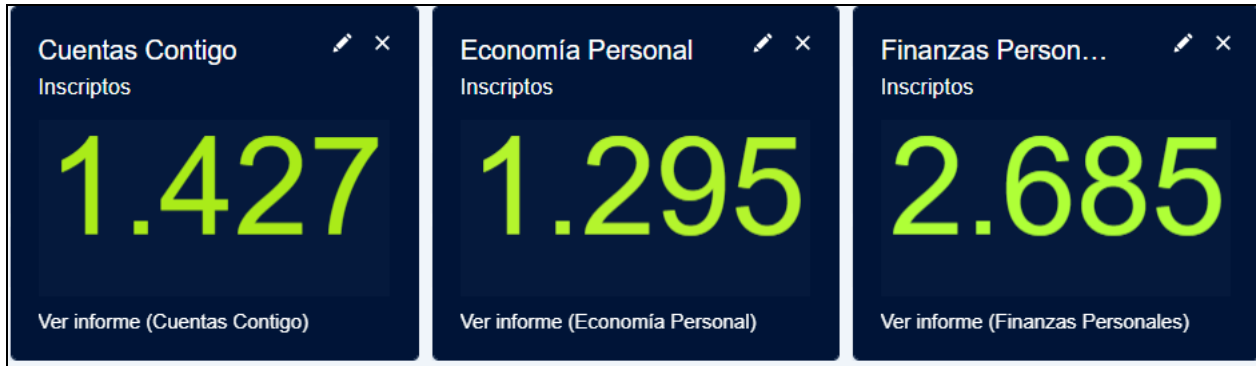 Cuentas Contigo
Inscriptos
1.427
Ver informe (Cuentas Contigo)
Economía Personal
Inscriptos
1.295
Ver informe (Economía Personal)
Finanzas Person…
Inscriptos
2.685
Ver informe (Finanzas Personales)